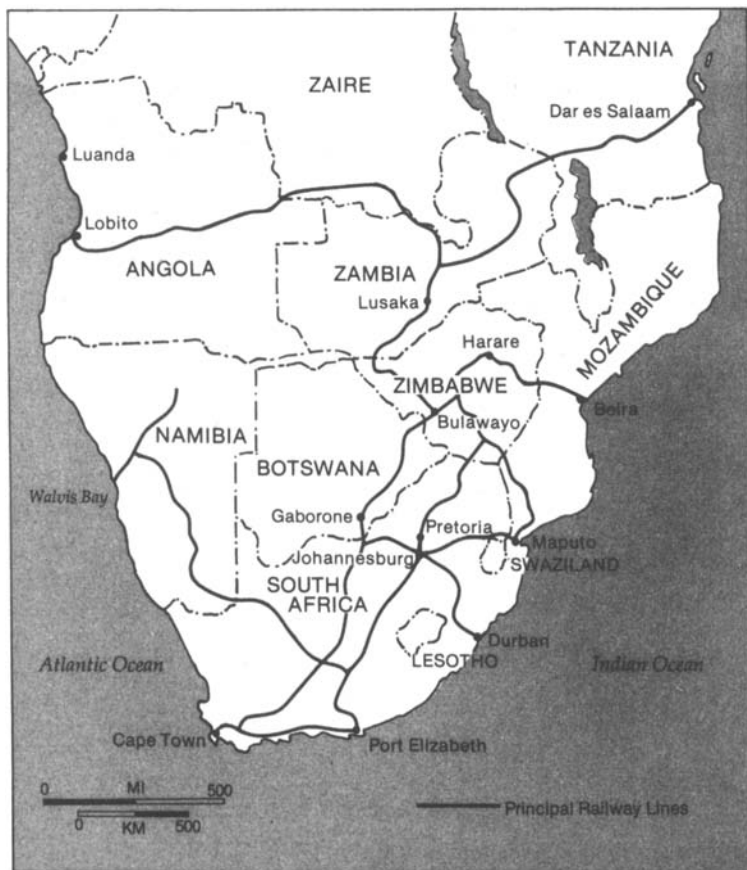 TANZANIA
ZAIRE
Dar es Salaam
Luanda
Lobito
ANGOLA
ZAMBIA
Lusaka
MOZAMBIQUE
Harare
ZIMBABWE
Beira
Bulawayo
NAMIBIA
BOTSWANA
Walvis Bay
Gaborone
Pretoria
Johannesburg
Maputo
SWAZILAND
SOUTH
AFRICA
Durban
LESOTHO
Atlantic Ocean
Indian Ocean
Cape Town
Port Elizabeth
0 MI 500
0 KM 500
Principal Railway Lines